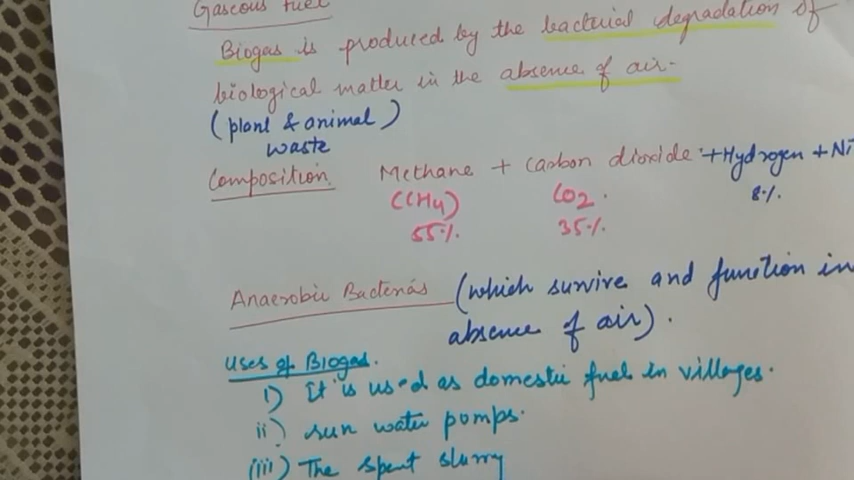 Gaseous Fuel
Biogas is produced by the bacterial degradation of
biological matter in the absence of air.
(plant & animal)
waste
Composition Methane + Carbon dioxide + Hydrogen + Ni
(CH4) CO2. 8%
55% 35%
Anaerobic Bacterias (which survive and function in
absence of air).
Uses of Biogas.
i) It is used as domestic fuel in villages.
ii) run water pomps.
(iii) The spent slurry